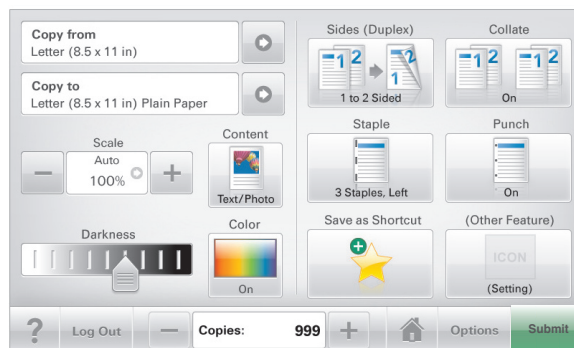 Copy from
Letter (8.5 x 11 in)
Copy to
Letter (8.5 x 11 in) Plain Paper
Scale
Auto
100%
Content
Text/Photo
Darkness
Color
On
Sides (Duplex)
1 2 1 2
1 to 2 Sided
Collate
1 2 1 2
On
Staple
3 Staples, Left
Punch
On
Save as Shortcut
(Other Feature)
ICON
(Setting)
? Log Out Copies: 999 Options Submit